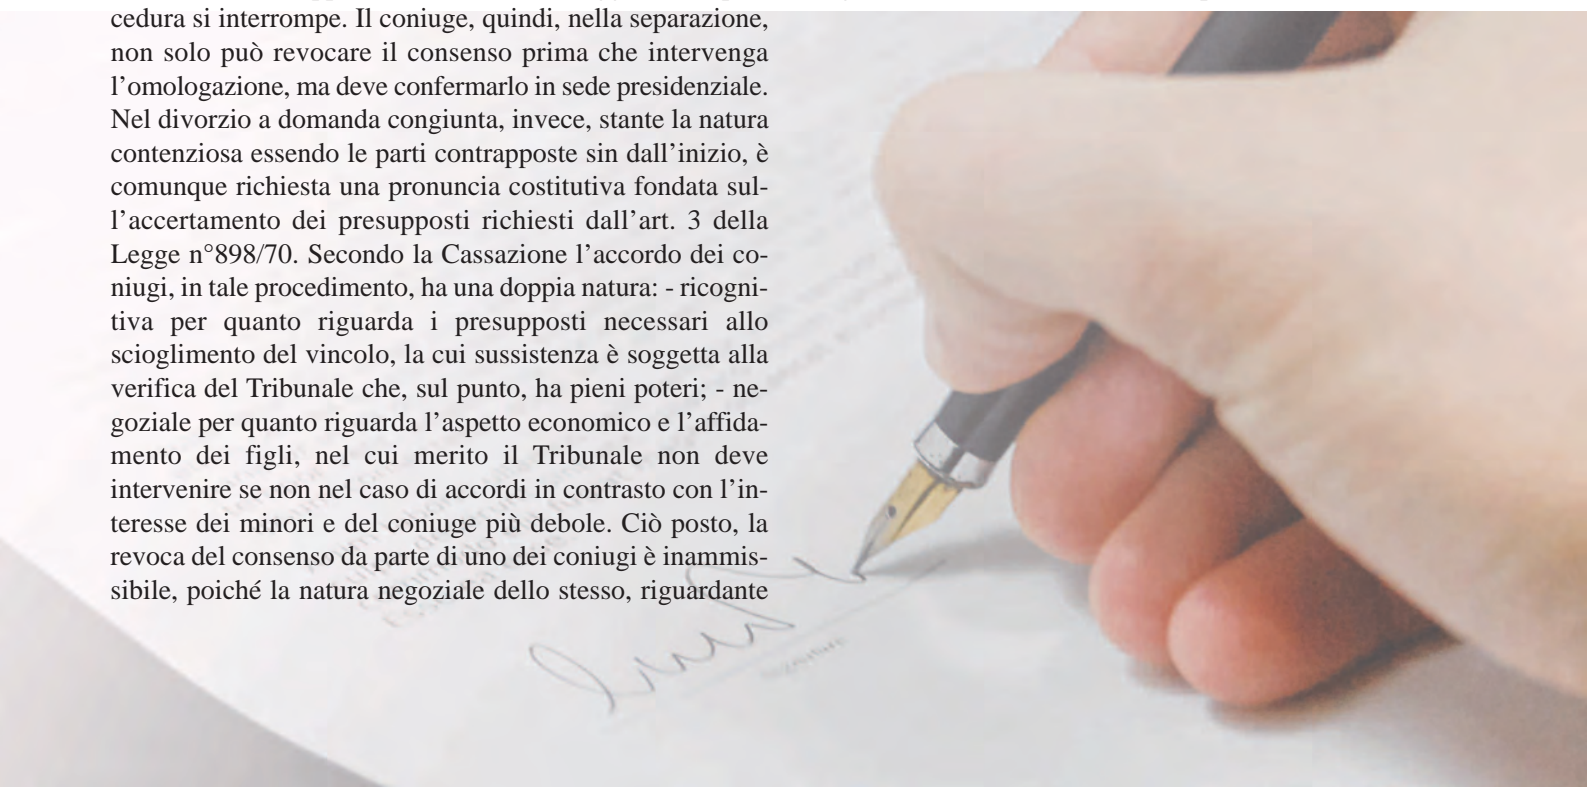 cedura si interrompe. Il coniuge, quindi, nella separazione,
non solo può revocare il consenso prima che intervenga
l’omologazione, ma deve confermarlo in sede presidenziale.
Nel divorzio a domanda congiunta, invece, stante la natura
contenziosa essendo le parti contrapposte sin dall’inizio, è
comunque richiesta una pronuncia costitutiva fondata sul-
l’accertamento dei presupposti richiesti dall’art. 3 della
Legge n°898/70. Secondo la Cassazione l’accordo dei co-
niugi, in tale procedimento, ha una doppia natura: - ricogni-
tiva per quanto riguarda i presupposti necessari allo
scioglimento del vincolo, la cui sussistenza è soggetta alla
verifica del Tribunale che, sul punto, ha pieni poteri; - ne-
goziale per quanto riguarda l’aspetto economico e l’affida-
mento dei figli, nel cui merito il Tribunale non deve
intervenire se non nel caso di accordi in contrasto con l’in-
teresse dei minori e del coniuge più debole. Ciò posto, la
revoca del consenso da parte di uno dei coniugi è inammis-
sibile, poiché la natura negoziale dello stesso, riguardante